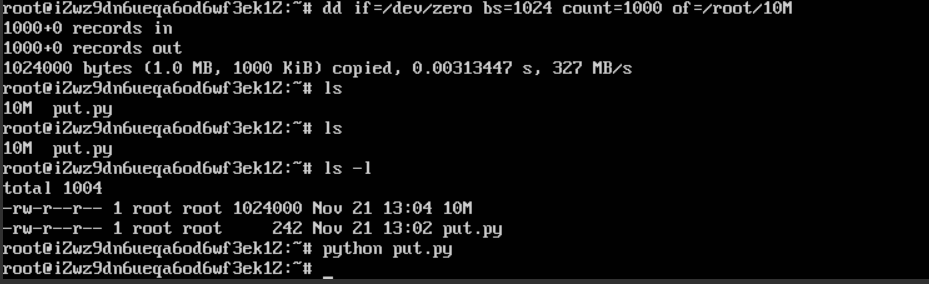 root@iZwz9dn6ueqa6od6wf3ek1Z:~# dd if=/dev/zero bs=1024 count=1000 of=/root/10M
1000+0 records in
1000+0 records out
1024000 bytes (1.0 MB, 1000 KiB) copied, 0.00313447 s, 327 MB/s
root@iZwz9dn6ueqa6od6wf3ek1Z:~# ls
10M  put.py
root@iZwz9dn6ueqa6od6wf3ek1Z:~# ls
10M  put.py
root@iZwz9dn6ueqa6od6wf3ek1Z:~# ls -l
total 1004
-rw-r--r-- 1 root root 1024000 Nov 21 13:04 10M
-rw-r--r-- 1 root root     242 Nov 21 13:02 put.py
root@iZwz9dn6ueqa6od6wf3ek1Z:~# python put.py
root@iZwz9dn6ueqa6od6wf3ek1Z:~# _